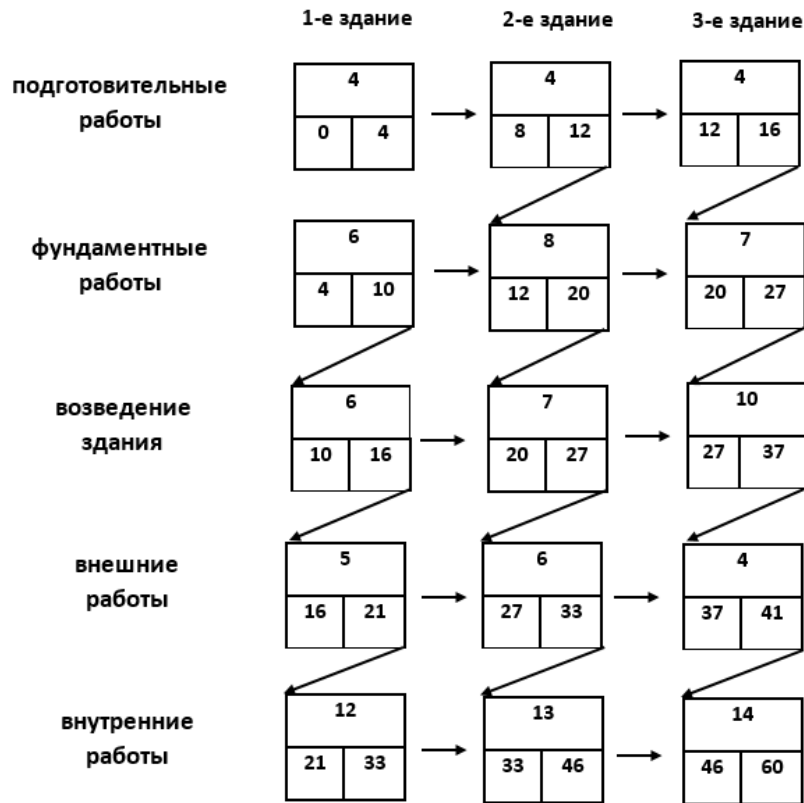 1-е здание 2-е здание 3-е здание
подготовительные
работы
4 4 4
0 4 8 12 12 16
фундаментные
работы
6 8 7
4 10 12 20 20 27
возведение
здания
6 7 10
10 16 20 27 27 37
внешние
работы
5 6 4
16 21 27 33 37 41
внутренние
работы
12 13 14
21 33 33 46 46 60